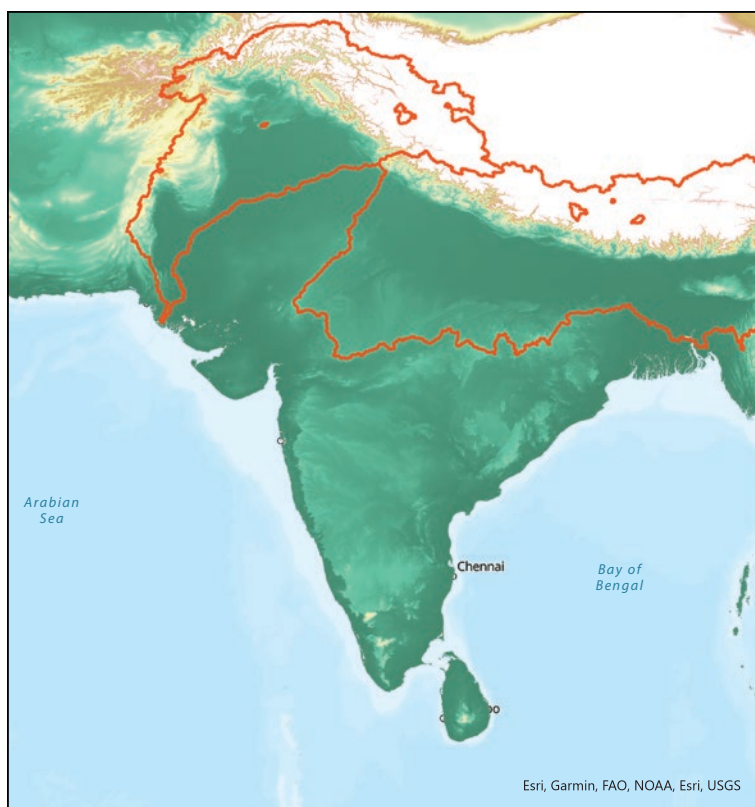 Arabian
Sea
Chennai
Bay of
Bengal
Esri, Garmin, FAO, NOAA, Esri, USGS